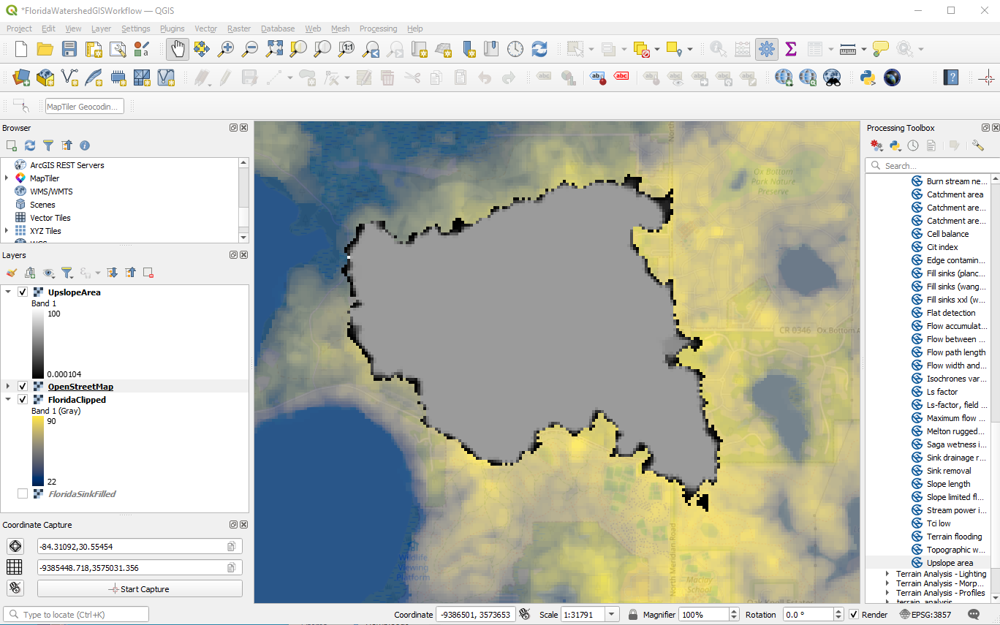 *FloridaWatershedGISWorkflow — QGIS
Project Edit View Layer Settings Plugins Vector Raster Database Web Mesh Processing Help
MapTiler Geocodin...
Browser
ArcGIS REST Servers
MapTiler
WMS/WMTS
Scenes
Vector Tiles
XYZ Tiles
Layers
UpslopeArea
Band 1
100
0.000104
OpenStreetMap
FloridaClipped
Band 1 (Gray)
90
22
FloridaSinkFilled
Coordinate Capture
-84.31092,30.55454
-9385448.718,3575031.356
Start Capture
North
Ox Bottom
Park Nature
Preserve
CR 0346 Ox Bottom
Wildlife
Viewing
Platform
North Meridian Road
Maclay
School
Oak Knoll Estates
Processing Toolbox
Search...
Burn stream ne...
Catchment area
Catchment are...
Catchment are...
Cell balance
Cit index
Edge contamin...
Fill sinks (planc...
Fill sinks (wang...
Fill sinks xxl (w...
Flat detection
Flow accumulat...
Flow between ...
Flow path length
Flow width and...
Isochrones var...
Ls factor
Ls-factor, field ...
Maximum flow ...
Melton rugged...
Saga wetness i...
Sink drainage r...
Sink removal
Slope length
Slope limited fl...
Stream power i...
Tci low
Terrain flooding
Topographic w...
Upslope area
Terrain Analysis - Lighting
Terrain Analysis - Morp...
Terrain Analysis - Profiles
Type to locate (Ctrl+K)
Coordinate -9386501, 3573653 Scale 1:31791 Magnifier 100% Rotation 0.0 ° Render EPSG:3857